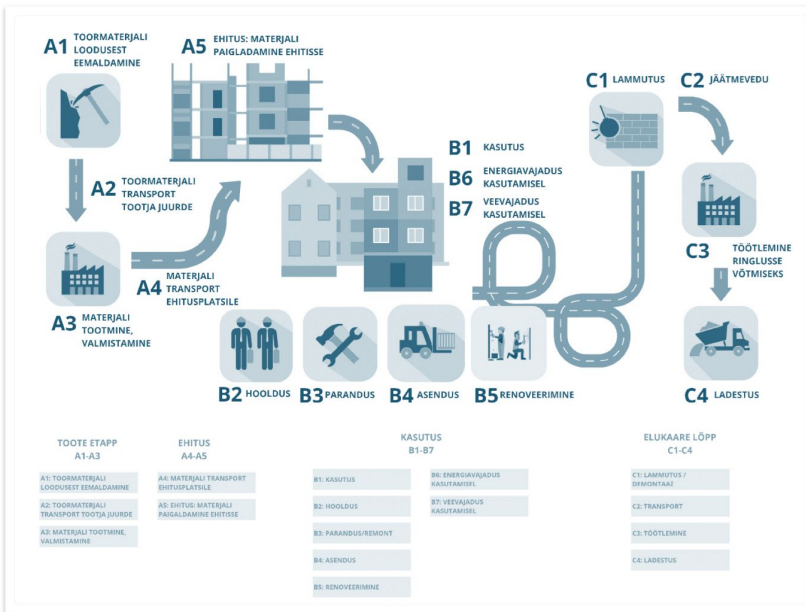 A1 TOORMATERJALI
LOODUSEST
EEMALDAMINE
A2 TOORMATERJALI
TRANSPORT
TOOTJA JUURDE
A3 MATERJALI
TOOTMINE,
VALMISTAMINE
A4 MATERJALI
TRANSPORT
EHITUSPLATSILE
A5 EHITUS: MATERJALI
PAIGLADAMINE EHITISSE
B1 KASUTUS
B6 ENERGIAVAJADUS
KASUTAMISEL
B7 VEEVAJADUS
KASUTAMISEL
B2 HOOLDUS
B3 PARANDUS
B4 ASENDUS
B5 RENOVEERIMINE
C1 LAMMUTUS
C2 JÄÄTMEVEDU
C3 TÖÖTLEMINE
RINGLUSSE
VÕTMISEKS
C4 LADESTUS
TOOTE ETAPP
A1-A3
A1: TOORMATERJALI
LOODUSEST EEMALDAMINE
A2: TOORMATERJALI
TRANSPORT TOOTJA JUURDE
A3: MATERJALI TOOTMINE,
VALMISTAMINE
EHITUS
A4-A5
A4: MATERJALI TRANSPORT
EHITUSPLATSILE
A5: EHITUS: MATERJALI
PAIGALDAMINE EHITISSE
KASUTUS
B1-B7
B1: KASUTUS
B2: HOOLDUS
B3: PARANDUS/REMONT
B4: ASENDUS
B5: RENOVEERIMINE
B6: ENERGIAVAJADUS
KASUTAMISEL
B7: VEEVAJADUS
KASUTAMISEL
ELUKAARE LÕPP
C1-C4
C1: LAMMUTUS /
DEMONTAAŽ
C2: TRANSPORT
C3: TÖÖTLEMINE
C4: LADESTUS